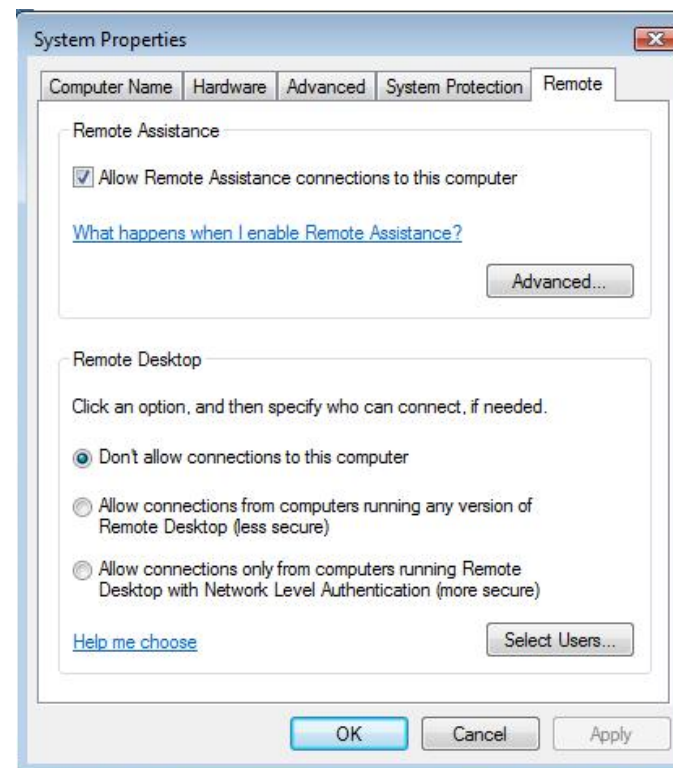 System Properties
Computer Name Hardware Advanced System Protection Remote
Remote Assistance
Allow Remote Assistance connections to this computer
What happens when I enable Remote Assistance?
Advanced...
Remote Desktop
Click an option, and then specify who can connect, if needed.
Don't allow connections to this computer
Allow connections from computers running any version of
Remote Desktop (less secure)
Allow connections only from computers running Remote
Desktop with Network Level Authentication (more secure)
Help me choose Select Users...
OK Cancel Apply